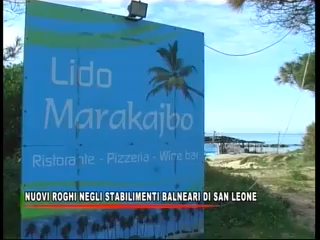 Lido
Marakajbo
Ristorante - Pizzeria - Wine bar
NUOVI ROGHI NEGLI STABILIMENTI BALNEARI DI SAN LEONE